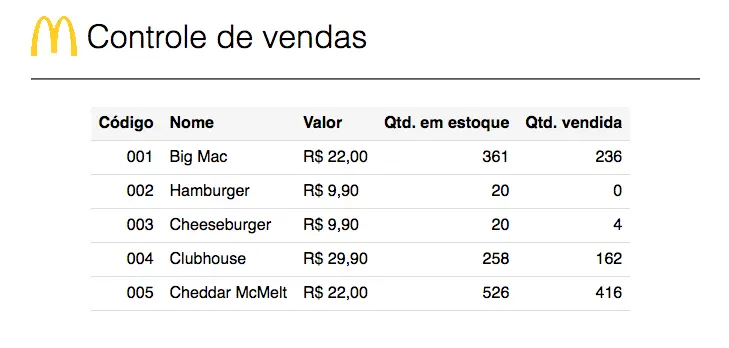 Controle de vendas
Código Nome Valor Qtd. em estoque Qtd. vendida
001 Big Mac R$ 22,00 361 236
002 Hamburger R$ 9,90 20 0
003 Cheeseburger R$ 9,90 20 4
004 Clubhouse R$ 29,90 258 162
005 Cheddar McMelt R$ 22,00 526 416